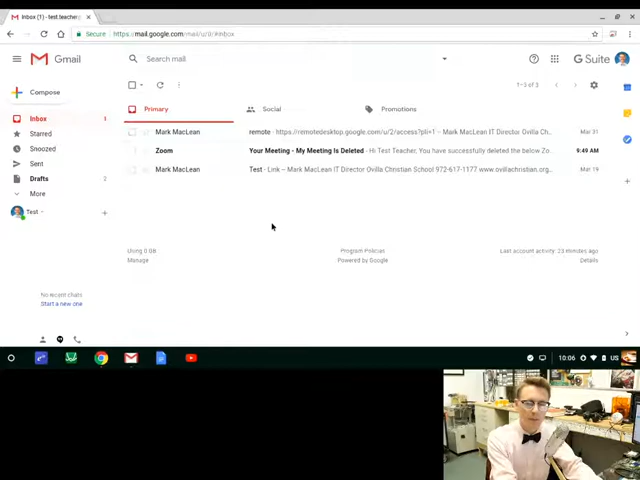 Inbox (1) - test.teacher
Secure https://mail.google.com/mail/u/0/#inbox
Gmail
Search mail
G Suite
Compose
1–3 of 3
Primary
Social
Promotions
Inbox 1
Starred
Snoozed
Sent
Drafts 2
More
Test
Mark MacLean remote - https://remotedesktop.google.com/u/2/access?pli=1 -- Mark MacLean IT Director Ovilla Ch... Mar 31
Zoom Your Meeting - My Meeting Is Deleted - Hi Test Teacher, You have successfully deleted the below Zo... 9:49 AM
Mark MacLean Test - Link -- Mark MacLean IT Director Ovilla Christian School 972-617-1177 www.ovillachristian.org... Mar 19
Using 0 GB
Manage
Program Policies
Powered by Google
Last account activity: 23 minutes ago
Details
No recent chats
Start a new one
10:06
US